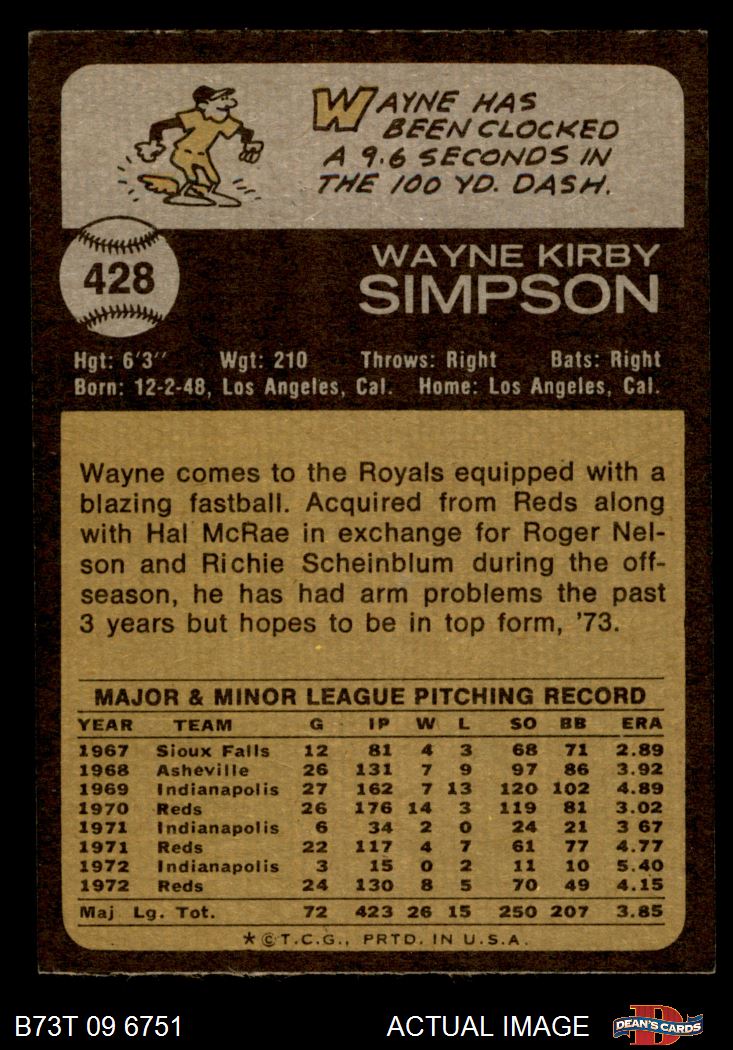 WAYNE HAS
BEEN CLOCKED
A 9.6 SECONDS IN
THE 100 YD. DASH.
428
WAYNE KIRBY
SIMPSON
Hgt: 6'3" Wgt: 210 Throws: Right Bats: Right
Born: 12-2-48, Los Angeles, Cal. Home: Los Angeles, Cal.
Wayne comes to the Royals equipped with a
blazing fastball. Acquired from Reds along
with Hal McRae in exchange for Roger Nel-
son and Richie Scheinblum during the off-
season, he has had arm problems the past
3 years but hopes to be in top form, '73.
MAJOR & MINOR LEAGUE PITCHING RECORD
YEAR TEAM G IP W L SO BB ERA
1967 Sioux Falls 12 81 4 3 68 71 2.89
1968 Asheville 26 131 7 9 97 86 3.92
1969 Indianapolis 27 162 7 13 120 102 4.89
1970 Reds 26 176 14 3 119 81 3.02
1971 Indianapolis 6 34 2 0 24 21 3 67
1971 Reds 22 117 4 7 61 77 4.77
1972 Indianapolis 3 15 0 2 11 10 5.40
1972 Reds 24 130 8 5 70 49 4.15
Maj Lg. Tot. 72 423 26 15 250 207 3.85
*©T.C.G., PRTD. IN U.S.A.
B73T 09 6751 ACTUAL IMAGE D DEAN'S CARDS